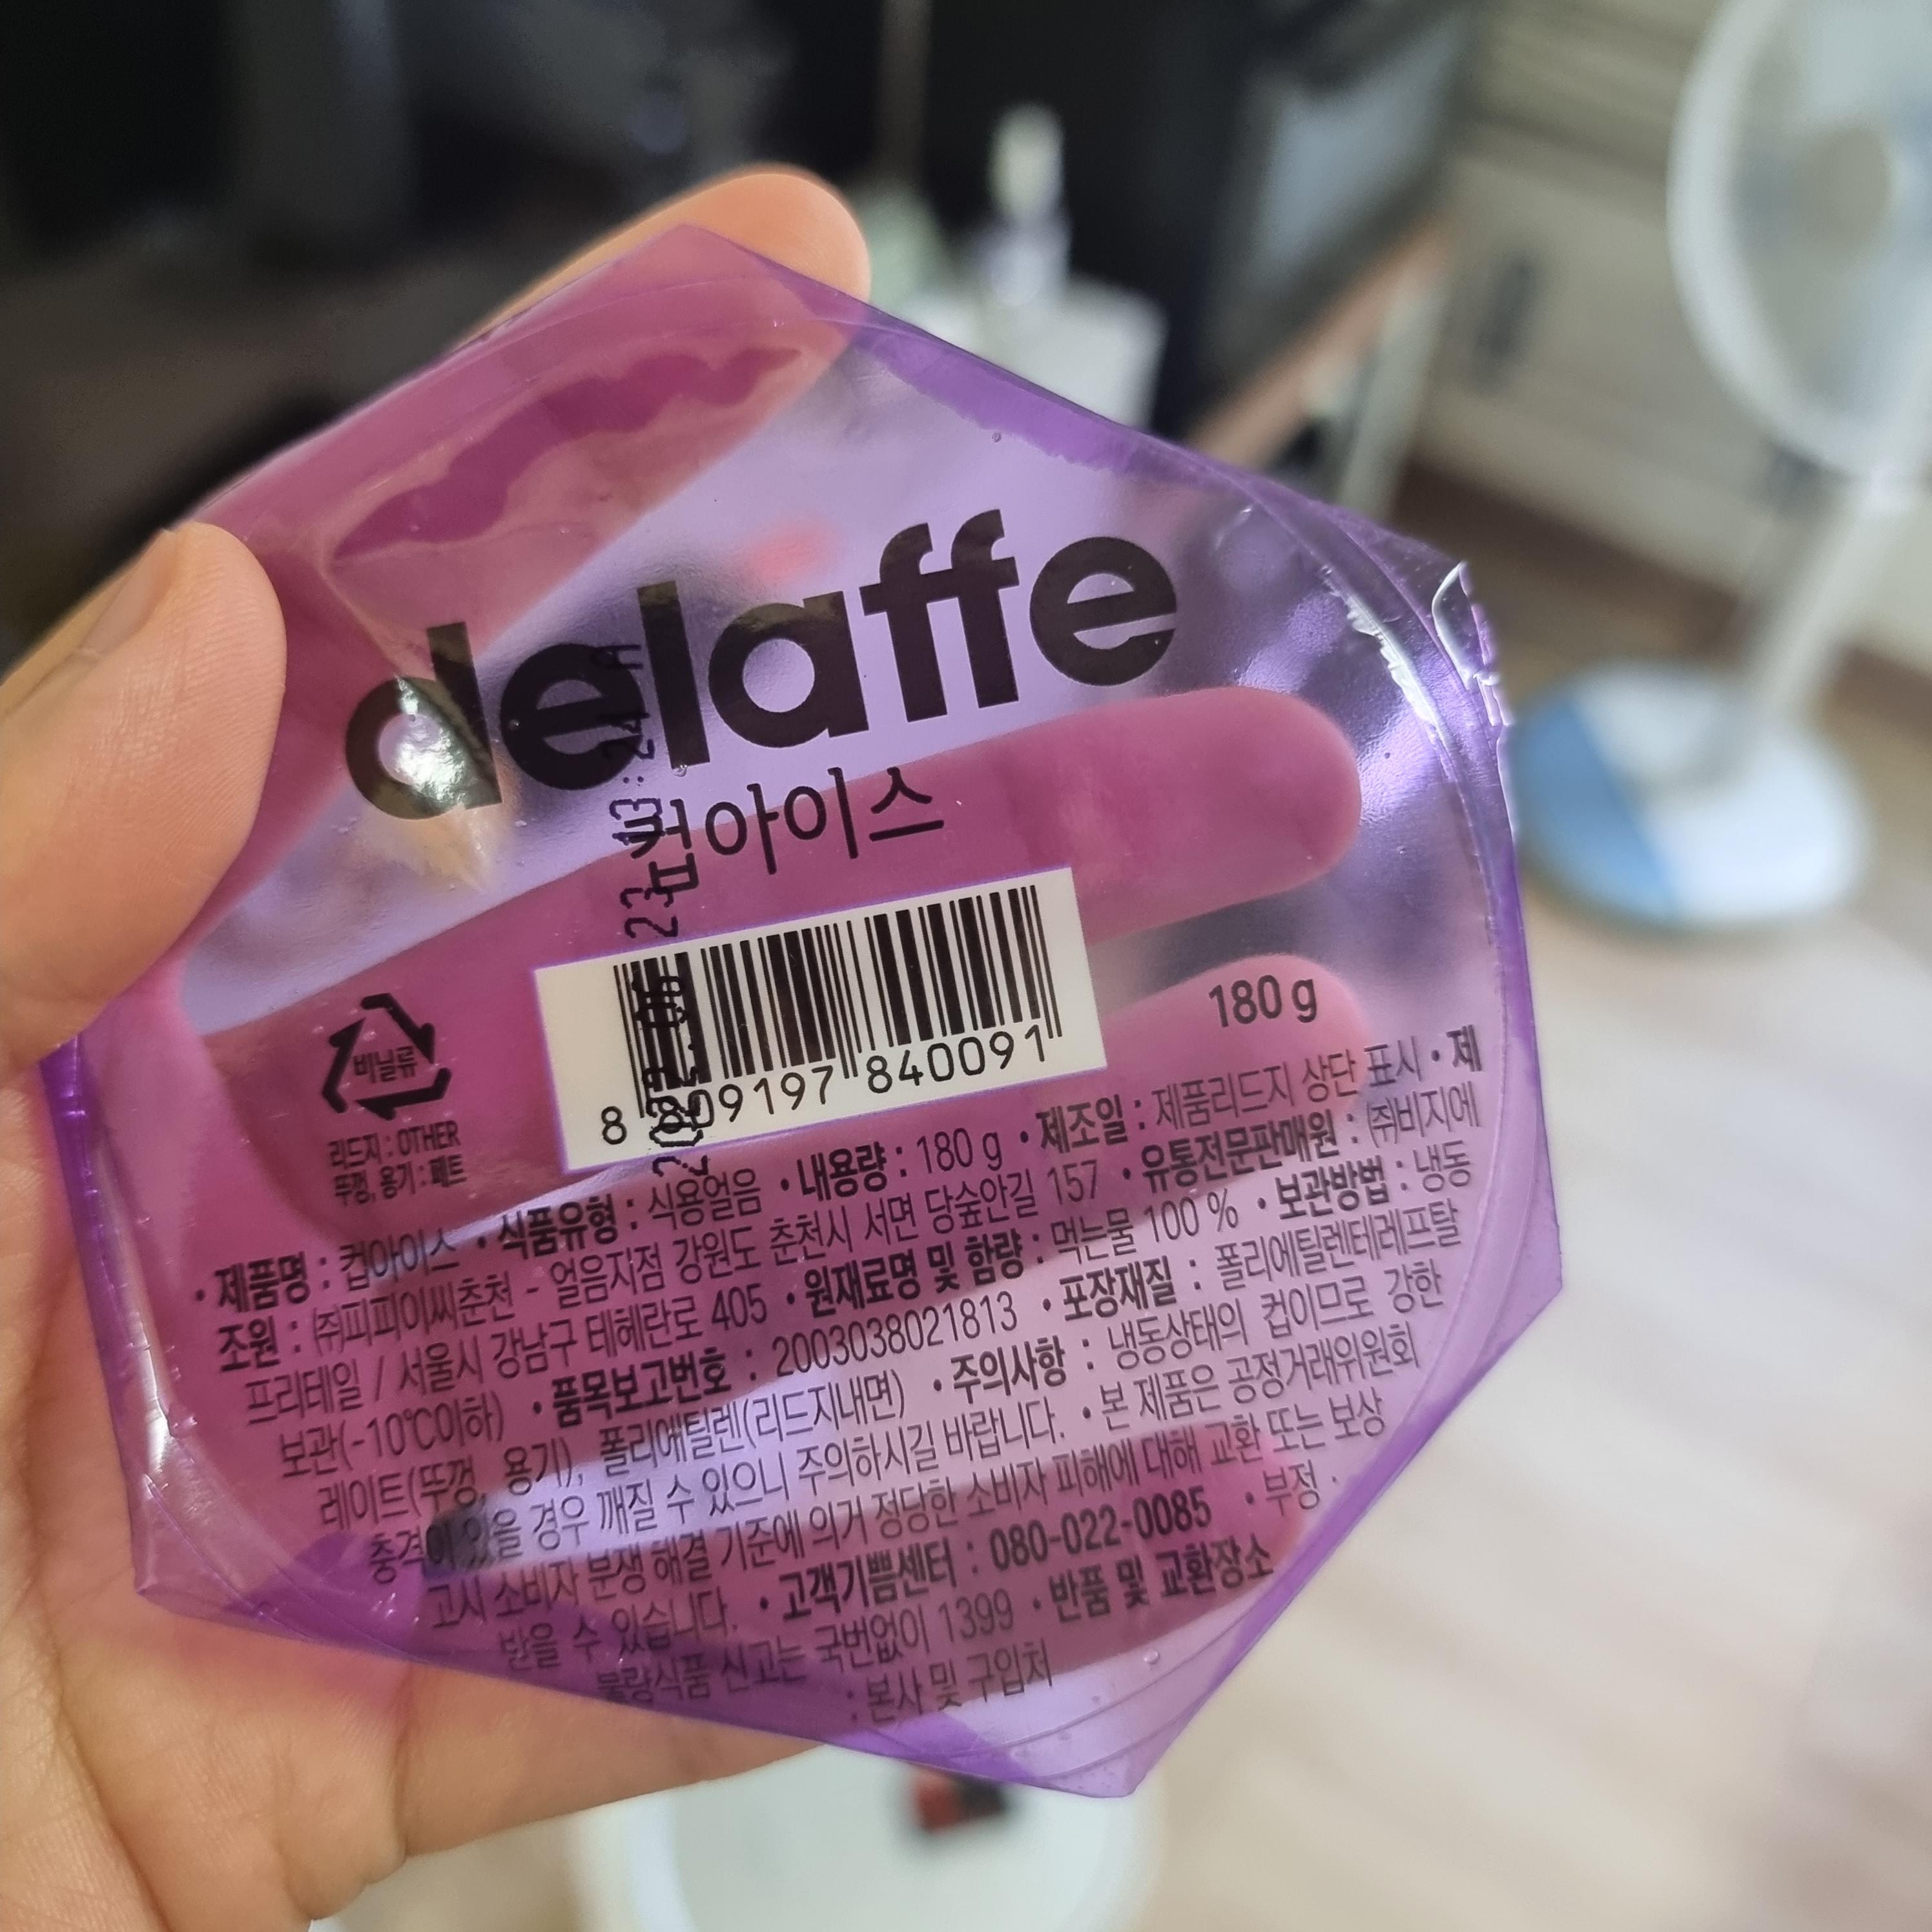 delaffe
컵아이스
8 809197 840091
180 g
비닐류
리드지 : OTHER
뚜껑, 용기 : 페트
• 제품명 : 컵아이스 • 식품유형 : 식용얼음 • 내용량 : 180 g • 제조일 : 제품리드지 상단 표시 • 제
조원 : ㈜피피이씨춘천 - 얼음지점 강원도 춘천시 서면 당숲안길 157 • 유통전문판매원 : ㈜비지에
프리테일 / 서울시 강남구 테헤란로 405 • 원재료명 및 함량 : 먹는물 100 % • 보관방법 : 냉동
보관(-10℃이하) • 품목보고번호 : 2003038021813 • 포장재질 : 폴리에틸렌테레프탈
레이트(뚜껑, 용기), 폴리에틸렌(리드지내면) • 주의사항 : 냉동상태의 컵이므로 강한
충격이 있을 경우 깨질 수 있으니 주의하시길 바랍니다. • 본 제품은 공정거래위원회
고시 소비자 분쟁 해결 기준에 의거 정당한 소비자 피해에 대해 교환 또는 보상
받을 수 있습니다. • 고객기쁨센터 : 080-022-0085 • 부정 ·
불량식품 신고는 국번없이 1399 • 반품 및 교환장소
: 본사 및 구입처